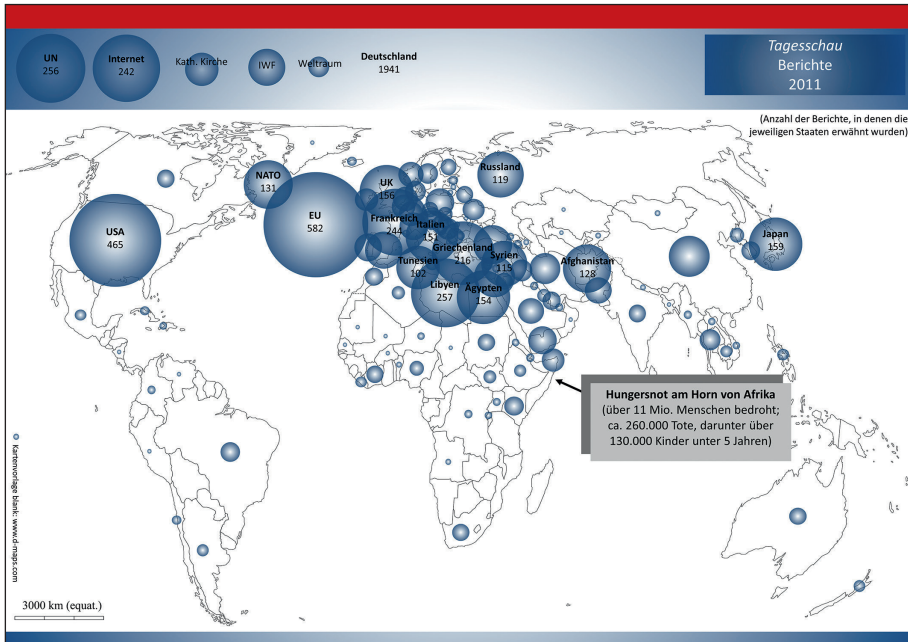 UN
256
Internet
242
Kath. Kirche
IWF
Weltraum
Deutschland
1941
Tagesschau
Berichte
2011
(Anzahl der Berichte, in denen die
jeweiligen Staaten erwähnt wurden)
NATO
131
UK
156
Russland
119
USA
465
EU
582
Frankreich
244
Italien
151
Griechenland
216
Syrien
115
Tunesien
102
Afghanistan
128
Japan
159
Libyen
257
Ägypten
154
Hungersnot am Horn von Afrika
(über 11 Mio. Menschen bedroht;
ca. 260.000 Tote, darunter über
130.000 Kinder unter 5 Jahren)
Kartenvorlage blank: www.d-maps.com
3000 km (equat.)